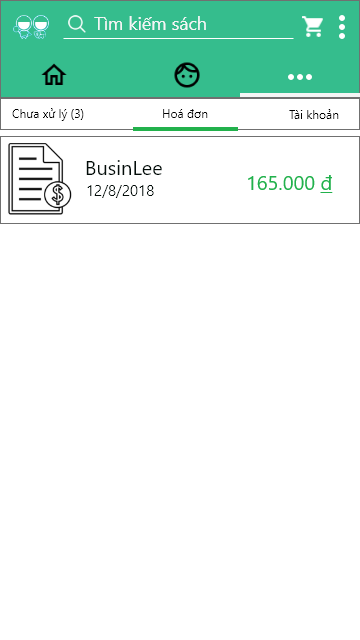 Tìm kiếm sách
Chưa xử lý (3)
Hoá đơn
Tài khoản
BusinLee
12/8/2018
165.000 đ